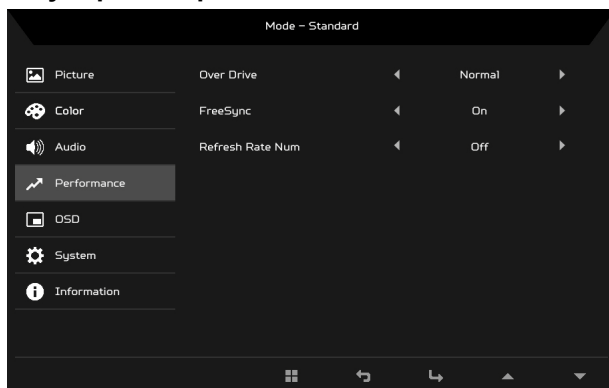 Mode – Standard
Picture
Over Drive Normal
Color
FreeSync On
Audio
Refresh Rate Num Off
Performance
OSD
System
Information